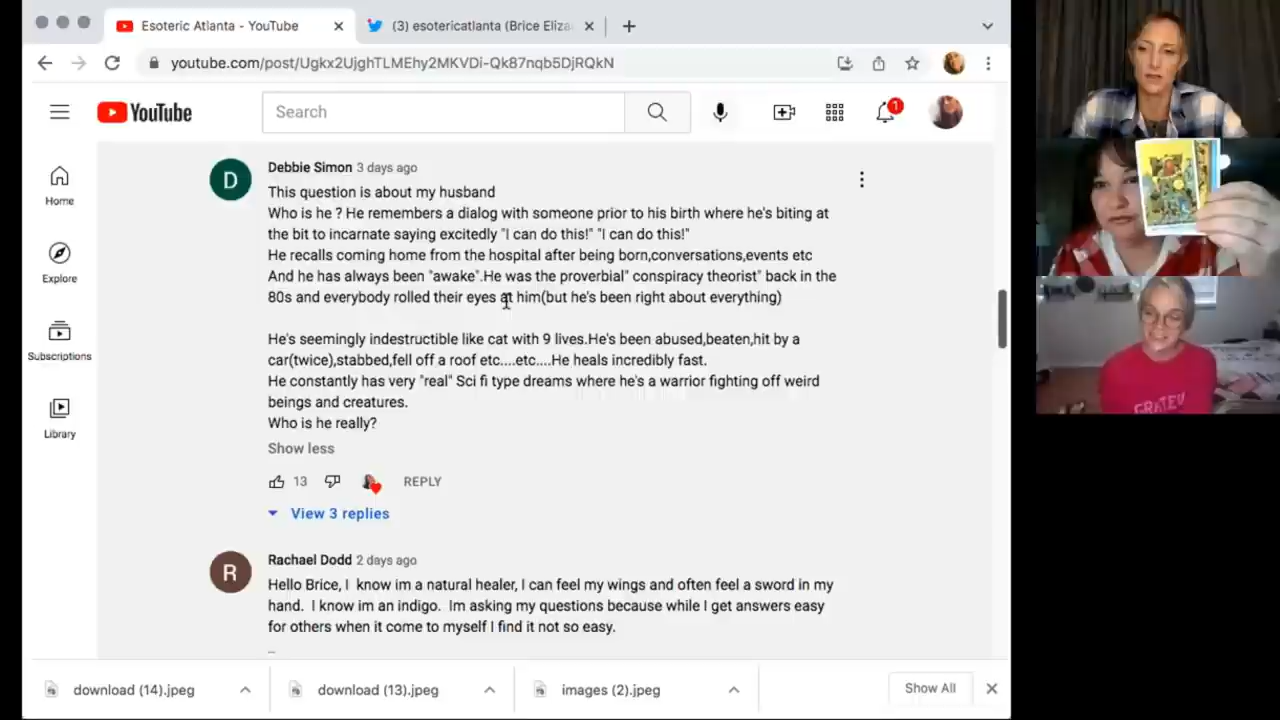 Esoteric Atlanta - YouTube
(3) esotericatlanta (Brice Eliza
youtube.com/post/Ugkx2UjghTLMEhy2MKVDi-Qk87nqb5DjRQkN
YouTube
Search
1
Home
Explore
Subscriptions
Library
D
Debbie Simon 3 days ago
This question is about my husband
Who is he ? He remembers a dialog with someone prior to his birth where he's biting at
the bit to incarnate saying excitedly "I can do this!" "I can do this!"
He recalls coming home from the hospital after being born,conversations,events etc
And he has always been "awake".He was the proverbial" conspiracy theorist" back in the
80s and everybody rolled their eyes at him(but he's been right about everything)
He's seemingly indestructible like cat with 9 lives.He's been abused,beaten,hit by a
car(twice),stabbed,fell off a roof etc....etc....He heals incredibly fast.
He constantly has very "real" Sci fi type dreams where he's a warrior fighting off weird
beings and creatures.
Who is he really?
Show less
13 REPLY
View 3 replies
R
Rachael Dodd 2 days ago
Hello Brice, I know im a natural healer, I can feel my wings and often feel a sword in my
hand. I know im an indigo. Im asking my questions because while I get answers easy
for others when it come to myself I find it not so easy.
download (14).jpeg
download (13).jpeg
images (2).jpeg
Show All